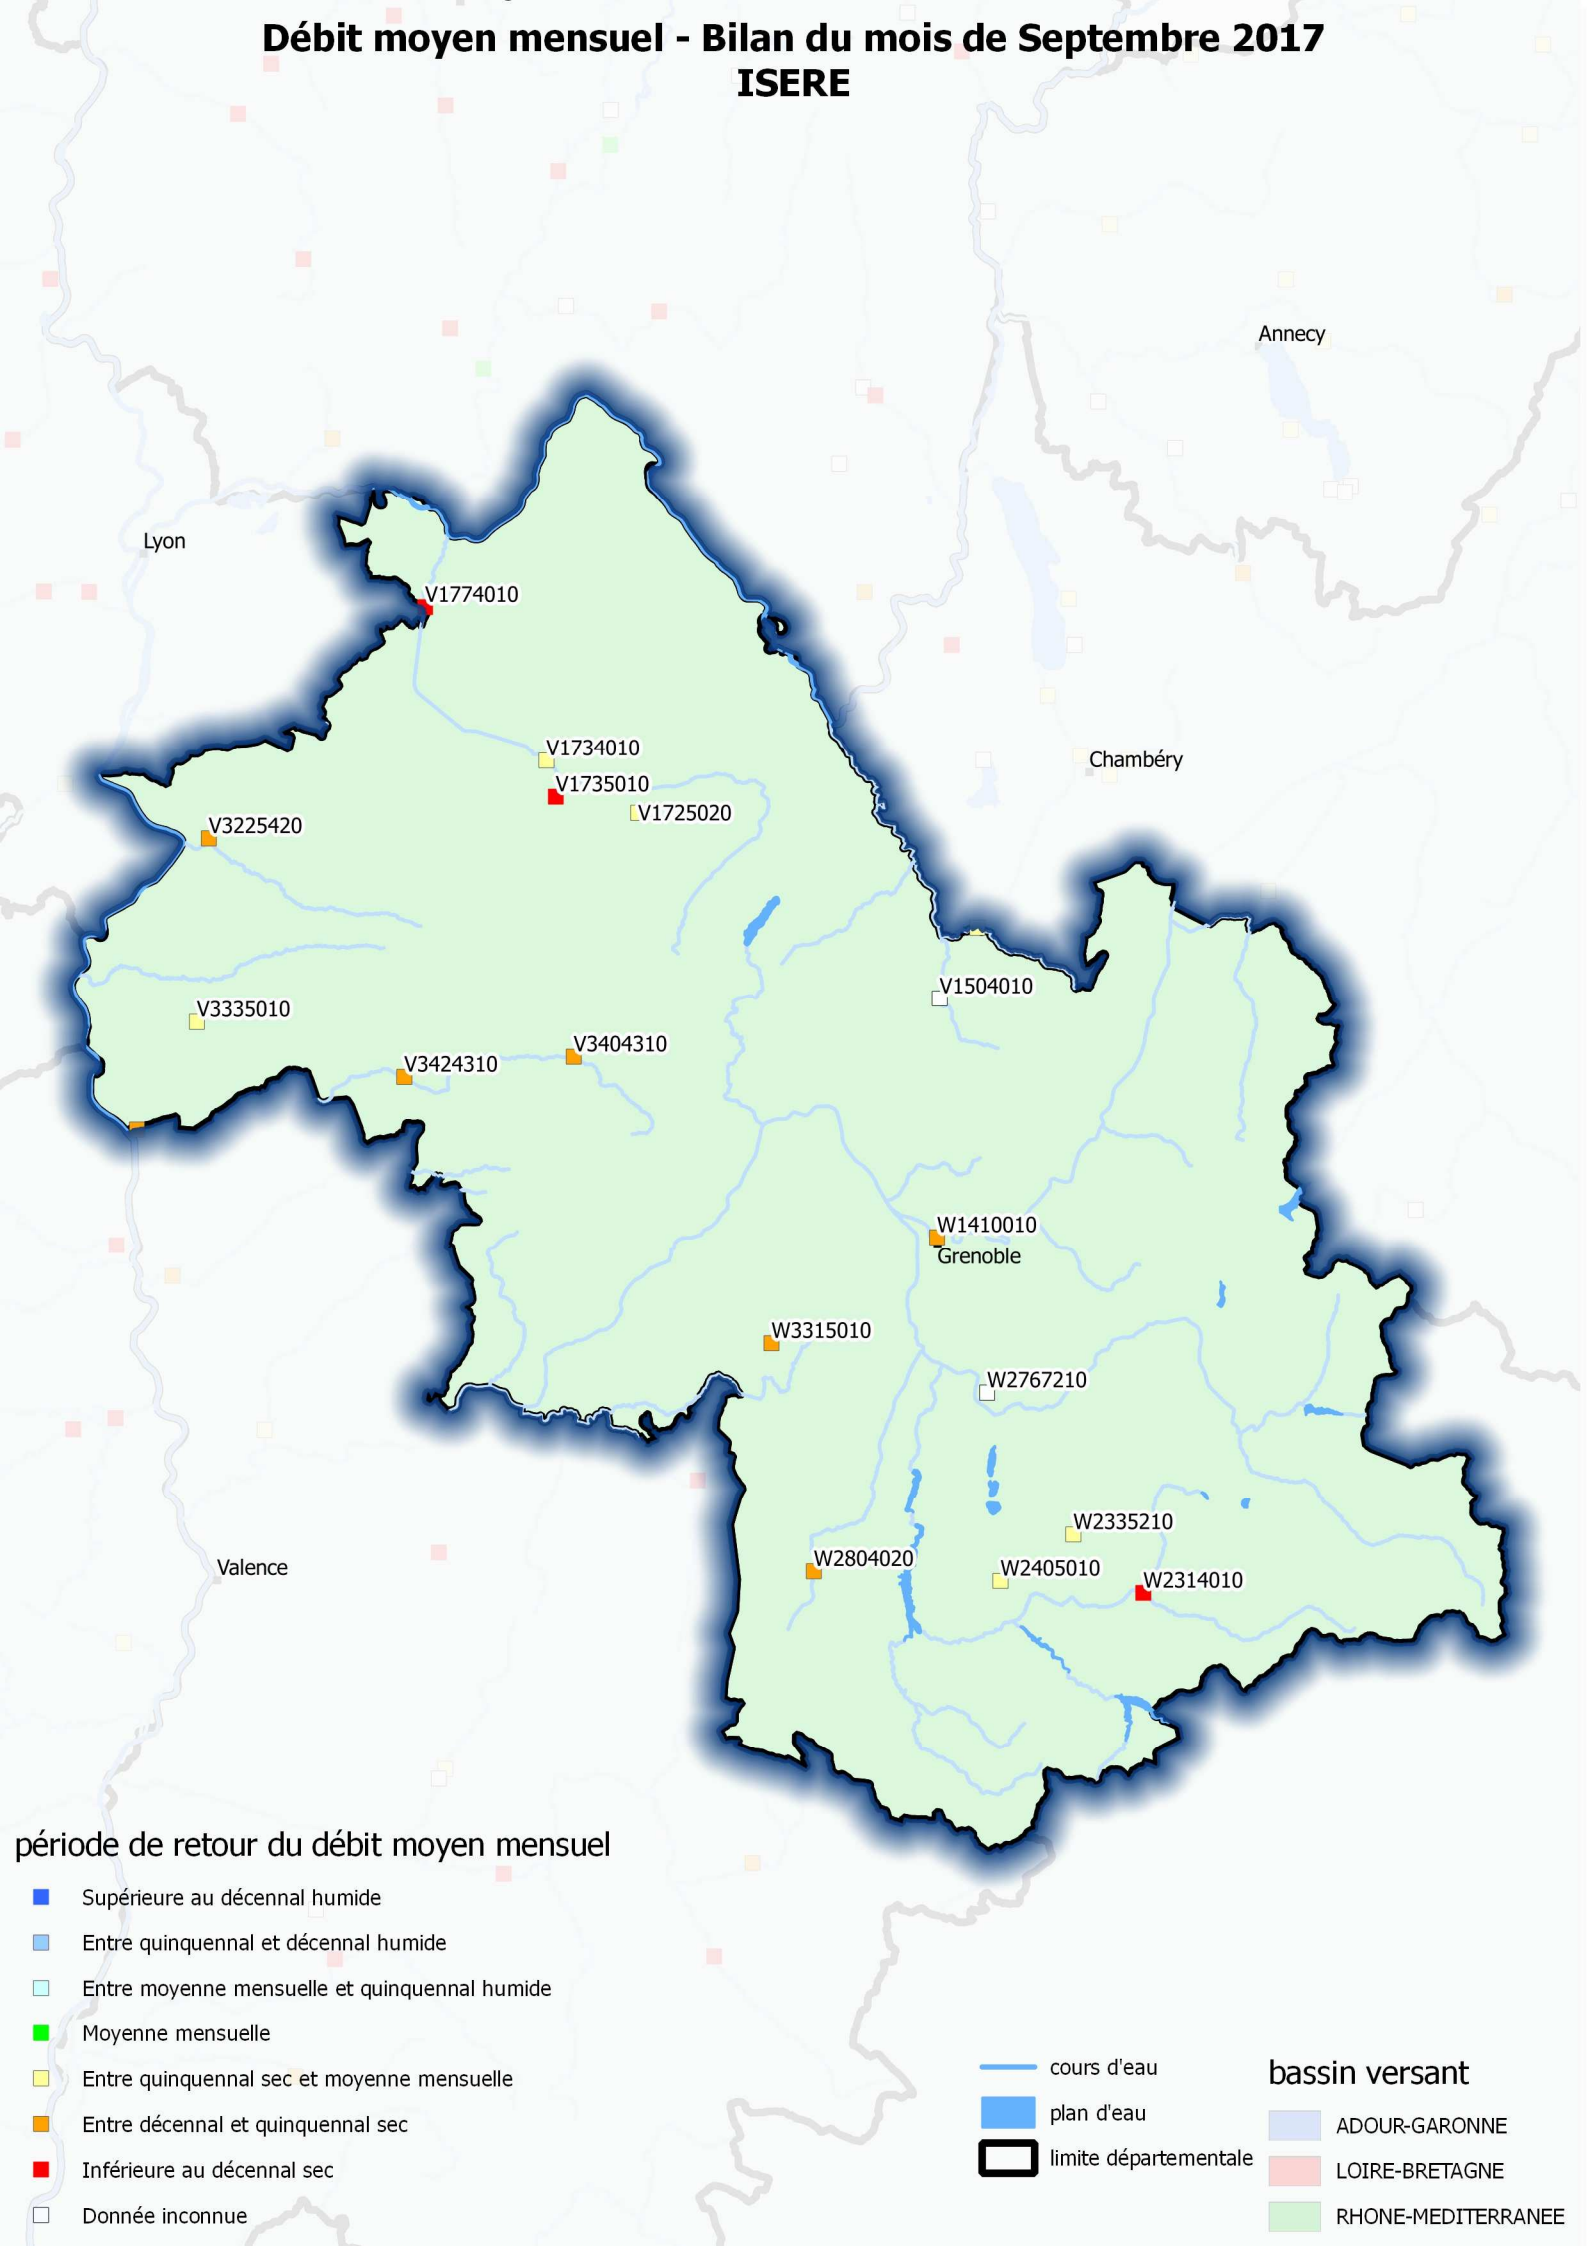 Débit moyen mensuel - Bilan du mois de Septembre 2017
ISERE
Annecy
Lyon
V1774010
V1734010
Chambéry
V1735010
V1725020
V3225420
V1504010
V3335010
V3404310
V3424310
W1410010
Grenoble
W3315010
W2767210
W2335210
W2804020
W2405010
Valence
W2314010
période de retour du débit moyen mensuel
Supérieure au décennal humide
Entre quinquennal et décennal humide
Entre moyenne mensuelle et quinquennal humide
Moyenne mensuelle
Entre quinquennal sec et moyenne mensuelle
Entre décennal et quinquennal sec
Inférieure au décennal sec
Donnée inconnue
cours d'eau
plan d'eau
limite départementale
bassin versant
ADOUR-GARONNE
LOIRE-BRETAGNE
RHONE-MEDITERRANEE